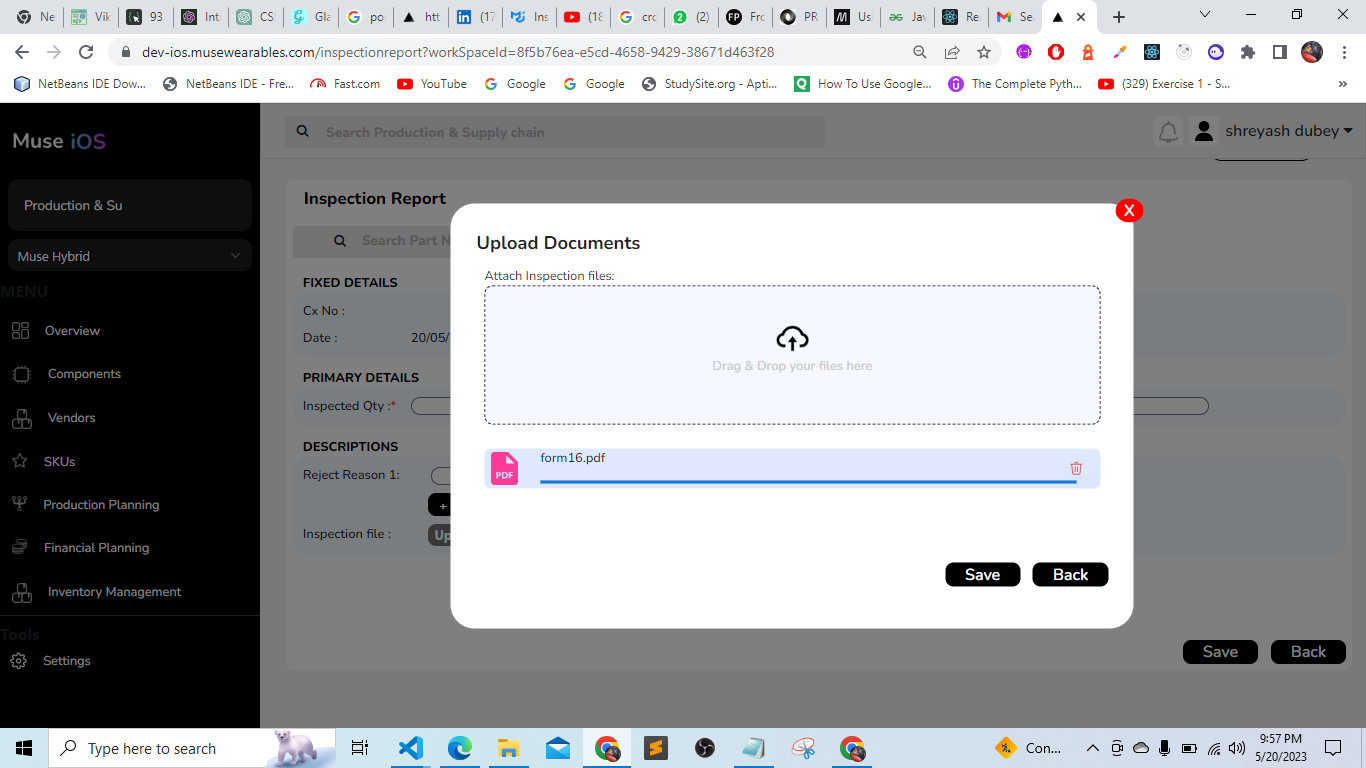 Ne
Vik
93
Int
CS
Gla
po
htt
(17
Ins
(18
crc
(2)
Fro
PR
Us
Jav
Re
Se
dev-ios.musewearables.com/inspectionreport?workSpaceId=8f5b76ea-e5cd-4658-9429-38671d463f28
NetBeans IDE Dow...
NetBeans IDE - Fre...
Fast.com
YouTube
Google
Google
StudySite.org - Apti...
How To Use Google...
The Complete Pyth...
(329) Exercise 1 - S...
»
Muse iOS
Search Production & Supply chain
shreyash dubey
Production & Su
Muse Hybrid
MENU
Overview
Components
Vendors
SKUs
Production Planning
Financial Planning
Inventory Management
Tools
Settings
Inspection Report
Search Part N
FIXED DETAILS
Cx No :
Date : 20/05/
PRIMARY DETAILS
Inspected Qty :*
DESCRIPTIONS
Reject Reason 1:
+
Inspection file : Up
X
Upload Documents
Attach Inspection files:
Drag & Drop your files here
PDF
form16.pdf
Save Back
Save Back
Type here to search
Con...
9:57 PM
5/20/2023